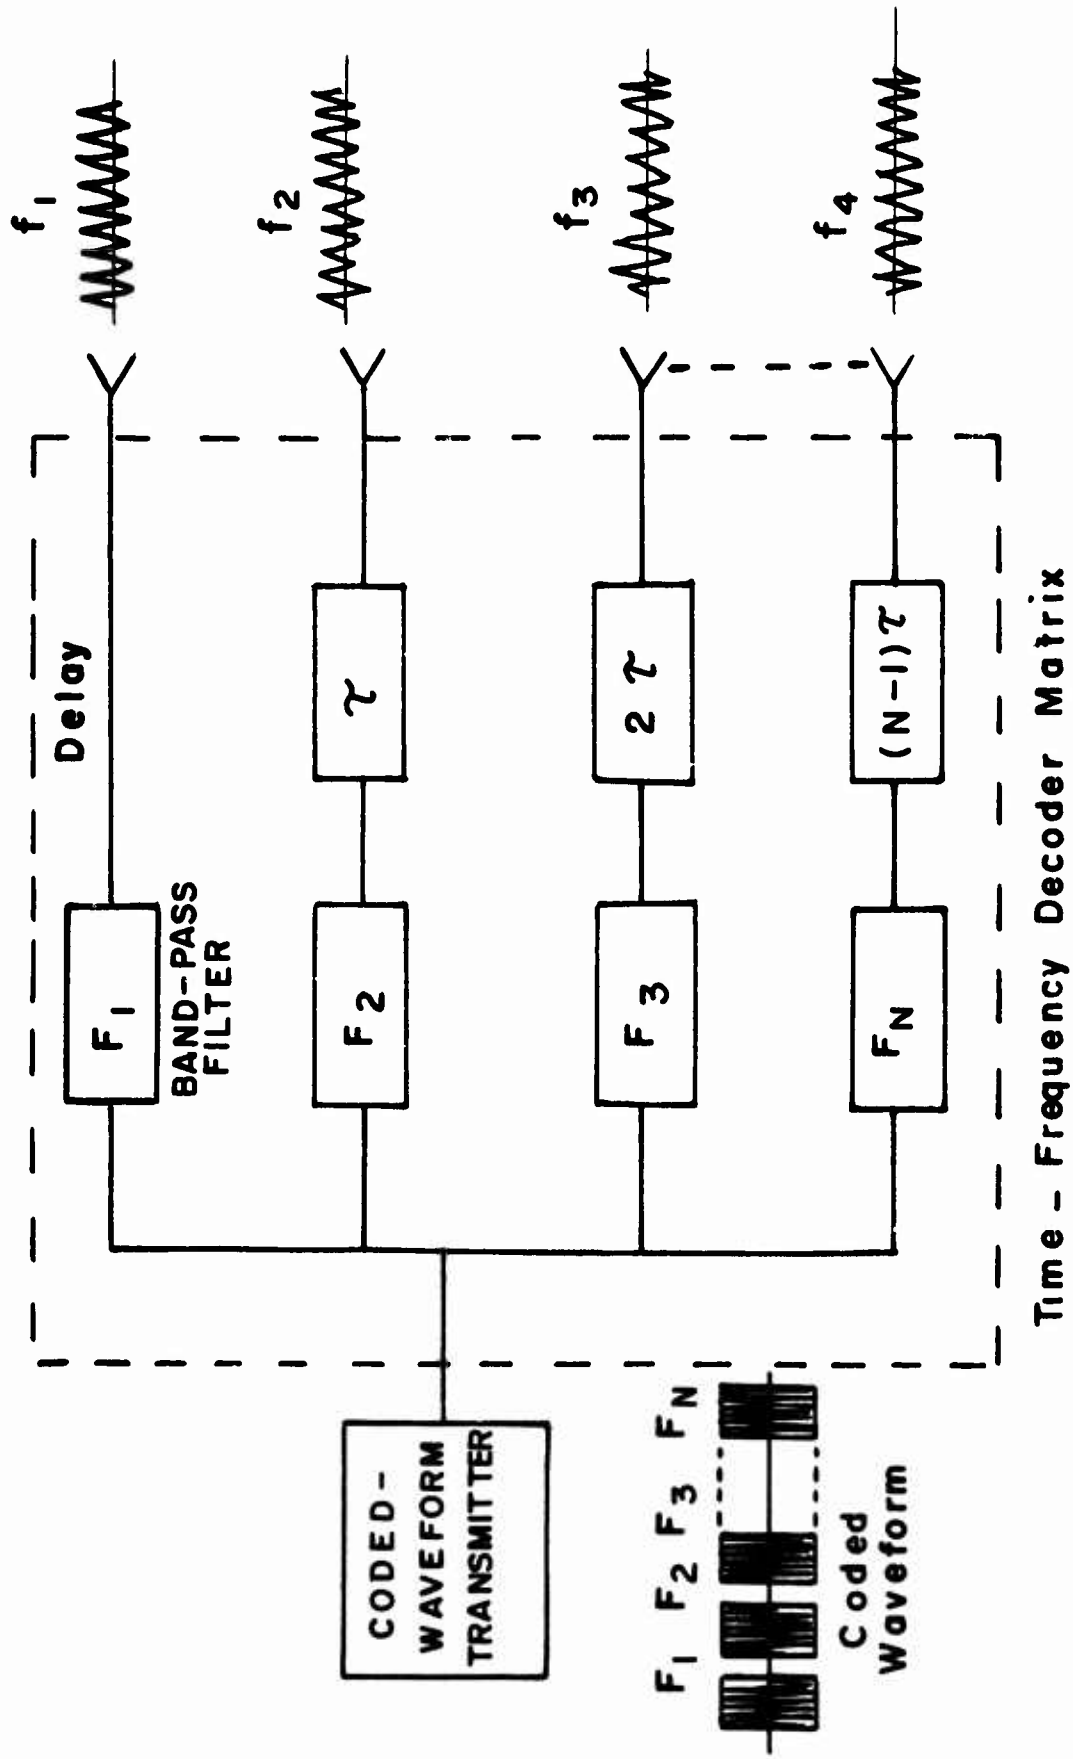 f1
f2
f3
f4
Delay
τ
2 τ
(N-1) τ
F1
BAND-PASS
FILTER
F2
F3
FN
CODED-
WAVEFORM
TRANSMITTER
F1 F2 F3 FN
Coded
Waveform
Time - Frequency Decoder Matrix